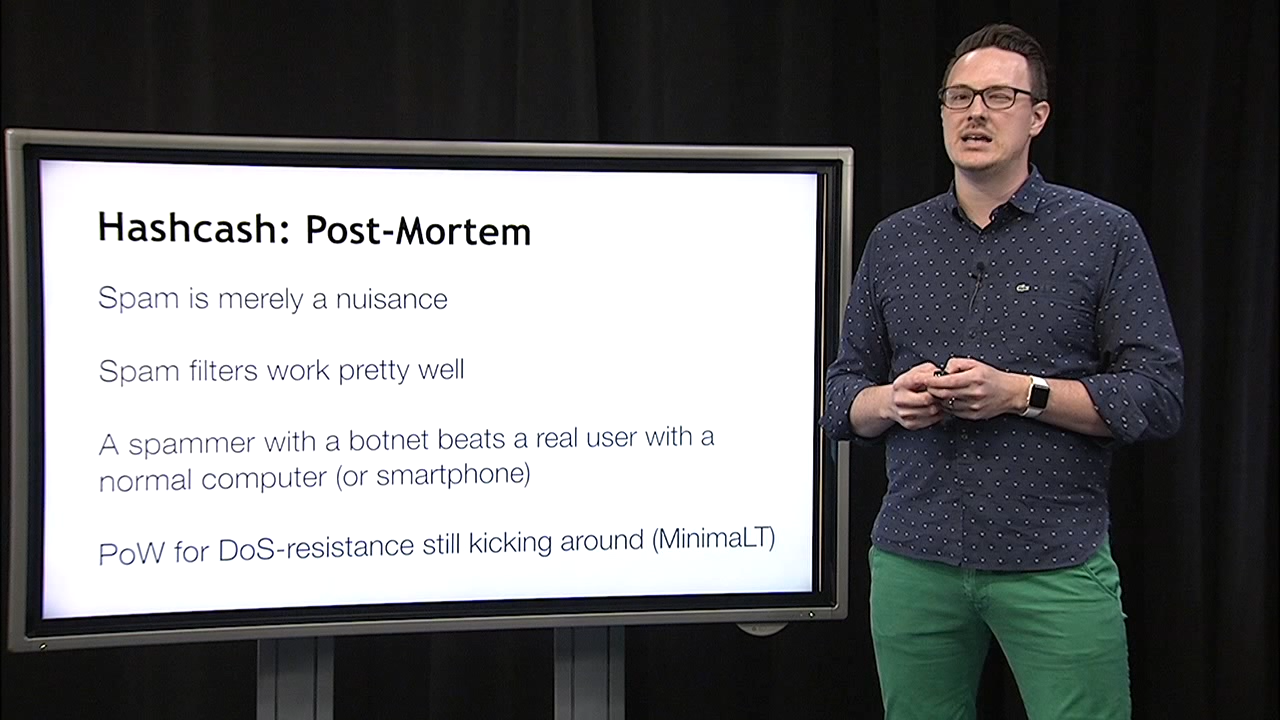 Hashcash: Post-Mortem
Spam is merely a nuisance
Spam filters work pretty well
A spammer with a botnet beats a real user with a
normal computer (or smartphone)
PoW for DoS-resistance still kicking around (MinimaLT)